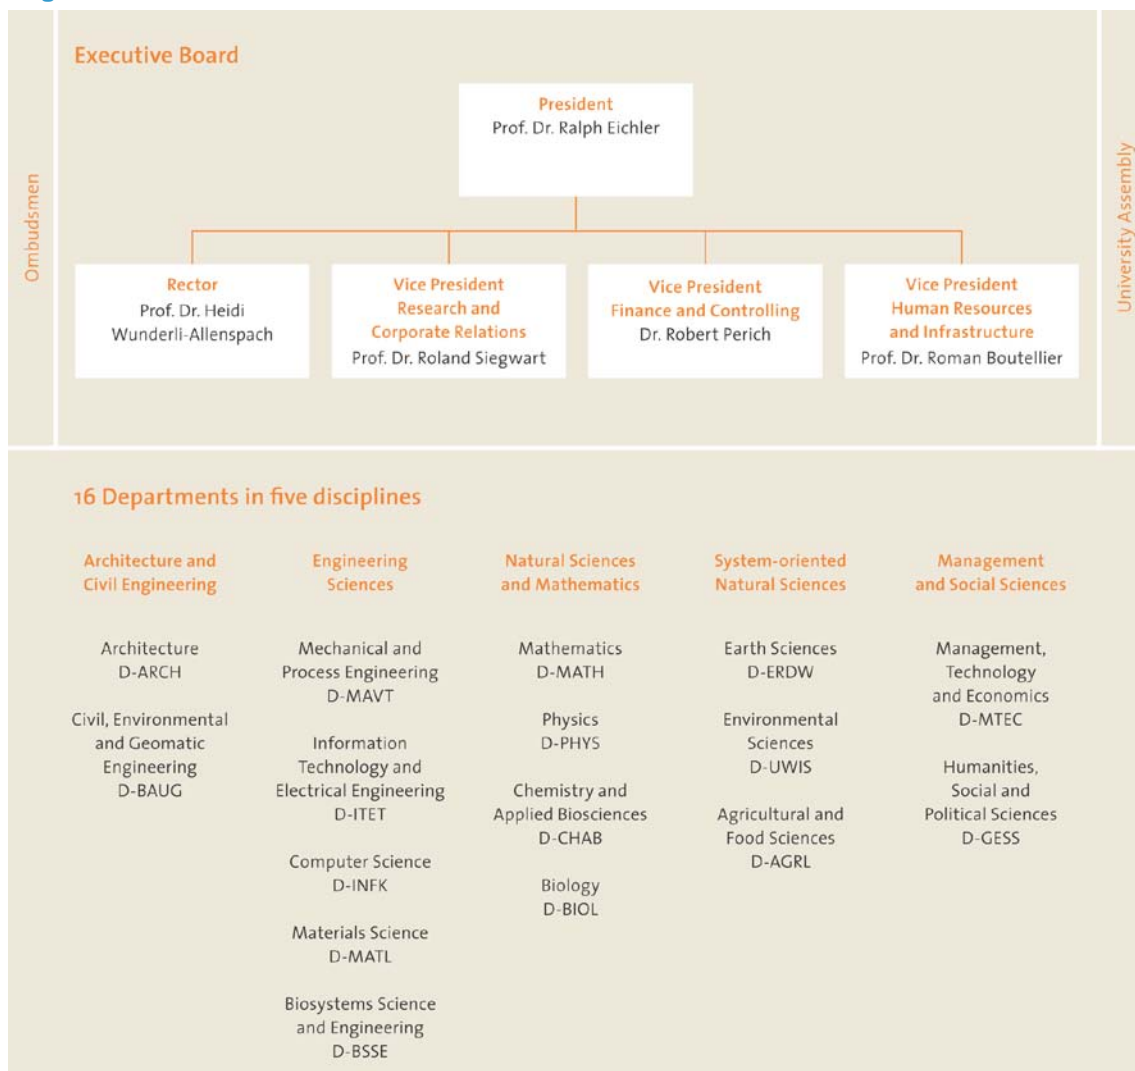 Executive Board
President
Prof. Dr. Ralph Eichler
Ombudsmen
University Assembly
Rector
Prof. Dr. Heidi
Wunderli-Allenspach
Vice President
Research and
Corporate Relations
Prof. Dr. Roland Siegwart
Vice President
Finance and Controlling
Dr. Robert Perich
Vice President
Human Resources
and Infrastructure
Prof. Dr. Roman Boutellier
16 Departments in five disciplines
Architecture and
Civil Engineering
Architecture
D-ARCH
Civil, Environmental
and Geomatic
Engineering
D-BAUG
Engineering
Sciences
Mechanical and
Process Engineering
D-MAVT
Information
Technology and
Electrical Engineering
D-ITET
Computer Science
D-INFK
Materials Science
D-MATL
Biosystems Science
and Engineering
D-BSSE
Natural Sciences
and Mathematics
Mathematics
D-MATH
Physics
D-PHYS
Chemistry and
Applied Biosciences
D-CHAB
Biology
D-BIOL
System-oriented
Natural Sciences
Earth Sciences
D-ERDW
Environmental
Sciences
D-UWIS
Agricultural and
Food Sciences
D-AGRL
Management
and Social Sciences
Management,
Technology
and Economics
D-MTEC
Humanities,
Social and
Political Sciences
D-GESS